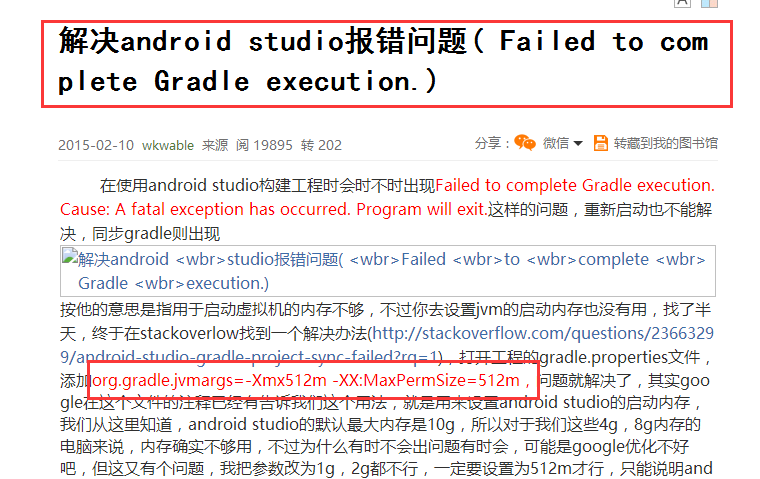 A
解决android studio报错问题( Failed to com
plete Gradle execution.)
2015-02-10 wkwable 来源 阅 19895 转 202 分享： 微信 转藏到我的图书馆
在使用android studio构建工程时会时不时出现Failed to complete Gradle execution.
Cause: A fatal exception has occurred. Program will exit.这样的问题，重新启动也不能解
决，同步gradle则出现
解决android <wbr>studio报错问题( <wbr>Failed <wbr>to <wbr>complete <wbr>
Gradle <wbr>execution.)
按他的意思是指用于启动虚拟机的内存不够，不过你去设置jvm的启动内存也没有用，找了半
天，终于在stackoverlow找到一个解决办法(http://stackoverflow.com/questions/2366329
9/android-studio-gradle-project-sync-failed?rq=1)，打开工程的gradle.properties文件，
添加org.gradle.jvmargs=-Xmx512m -XX:MaxPermSize=512m，问题就解决了，其实goo
gle在这个文件的注释已经有告诉我们这个用法，就是用来设置android studio的启动内存，
我们从这里知道，android studio的默认最大内存是10g，所以对于我们这些4g，8g内存的
电脑来说，内存确实不够用，不过为什么有时不会出问题有时会，可能是google优化不好
吧，但这又有个问题，我把参数改为1g，2g都不行，一定要设置为512m才行，只能说明and